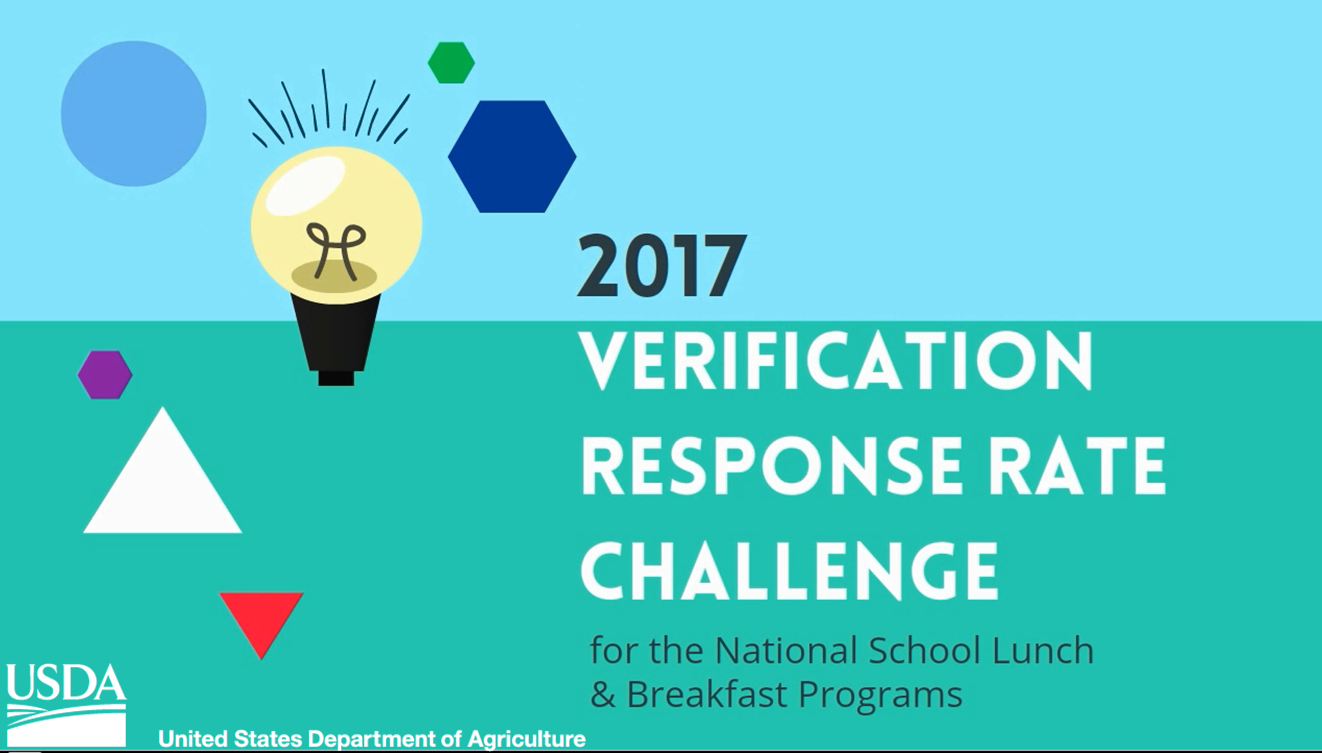 2017
VERIFICATION
RESPONSE RATE
CHALLENGE
for the National School Lunch
& Breakfast Programs
USDA
United States Department of Agriculture